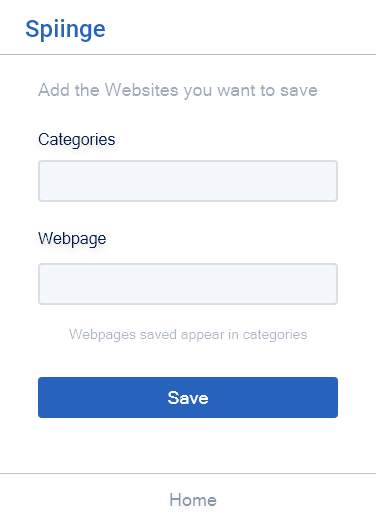 Spiinge
Add the Websites you want to save
Categories
Webpage
Webpages saved appear in categories
Save
Home